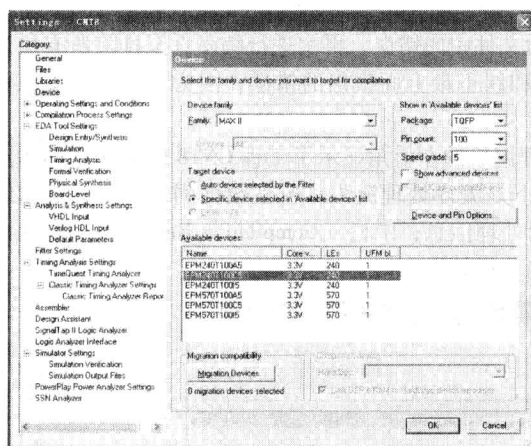 Settings - CNT8
Category:
General
Files
Libraries
Device
Operating Settings and Conditions
Compilation Process Settings
EDA Tool Settings
Design Entry/Synthesis
Simulation
Timing Analysis
Formal Verification
Physical Synthesis
Board-Level
Analysis & Synthesis Settings
VHDL Input
Verilog HDL Input
Default Parameters
Fitter Settings
Timing Analysis Settings
TimeQuest Timing Analyzer
Classic Timing Analyzer Settings
Classic Timing Analyzer Repor
Assembler
Design Assistant
SignalTap II Logic Analyzer
Logic Analyzer Interface
Simulator Settings
Simulation Verification
Simulation Output Files
PowerPlay Power Analyzer Settings
SSN Analyzer
Device
Select the family and device you want to target for compilation.
Device family
Family: MAX II
All
Show in 'Available devices' list
Package: TQFP
Pin count: 100
Speed grade: 5
Show advanced devices
Target device
Auto device selected by the Fitter
Specific device selected in 'Available devices' list
Device and Pin Options...
Available devices:
Name Core v... LEs UFM bl...
EPM240T100A5 3.3V 240 1
EPM240T100C5 3.3V 240 1
EPM240T100I5 3.3V 240 1
EPM570T100A5 3.3V 570 1
EPM570T100C5 3.3V 570 1
EPM570T100I5 3.3V 570 1
Migration compatibility
Migration Devices...
0 migration devices selected
OK
Cancel